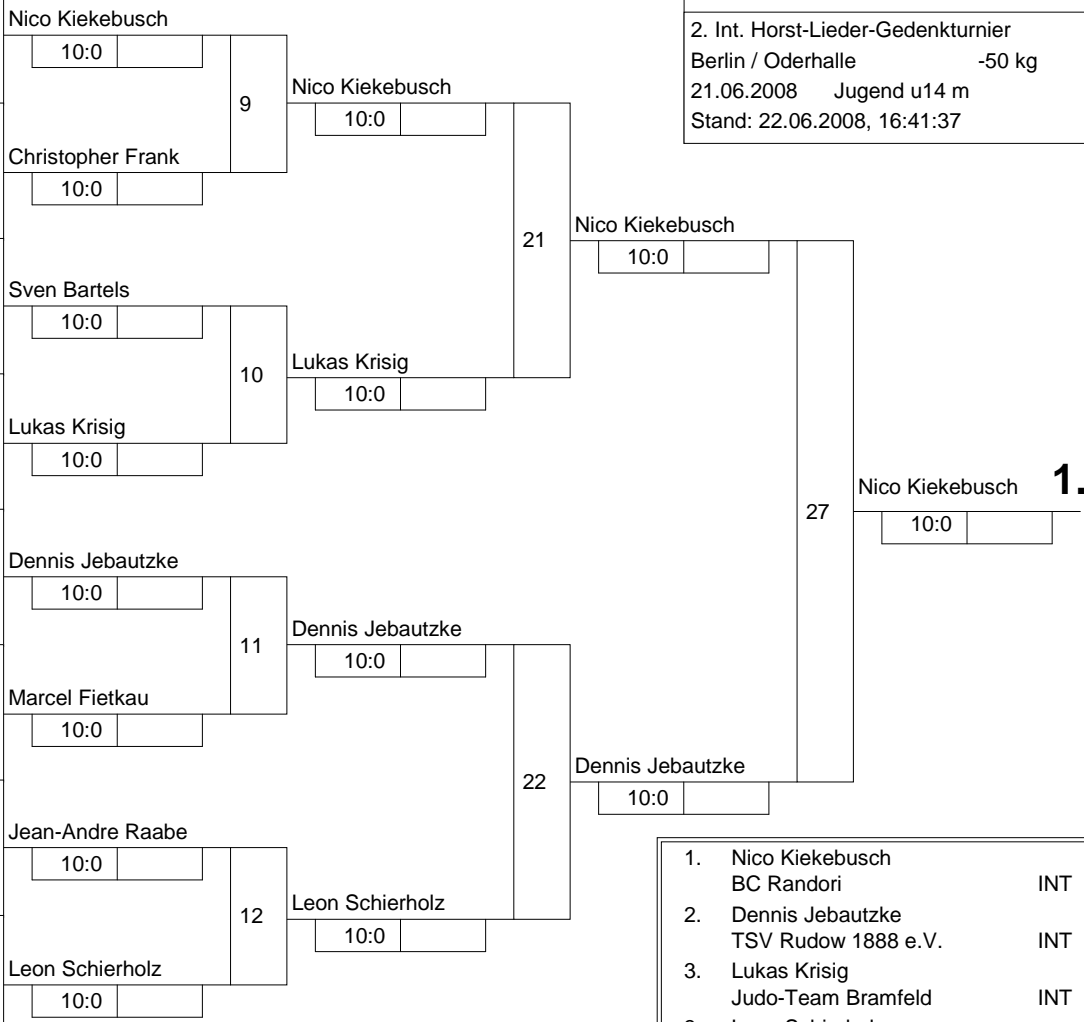 Nico Kiekebusch
10:0
9
Christopher Frank
10:0
Sven Bartels
10:0
10
Lukas Krisig
10:0
Dennis Jebautzke
10:0
11
Marcel Fietkau
10:0
Jean-Andre Raabe
10:0
12
Leon Schierholz
10:0
Nico Kiekebusch
10:0
21
Lukas Krisig
10:0
Dennis Jebautzke
10:0
22
Leon Schierholz
10:0
Nico Kiekebusch
10:0
27
Dennis Jebautzke
10:0
Nico Kiekebusch 1.
10:0
2. Int. Horst-Lieder-Gedenkturnier
Berlin / Oderhalle -50 kg
21.06.2008 Jugend u14 m
Stand: 22.06.2008, 16:41:37
1. Nico Kiekebusch
BC Randori INT
2. Dennis Jebautzke
TSV Rudow 1888 e.V. INT
3. Lukas Krisig
Judo-Team Bramfeld INT